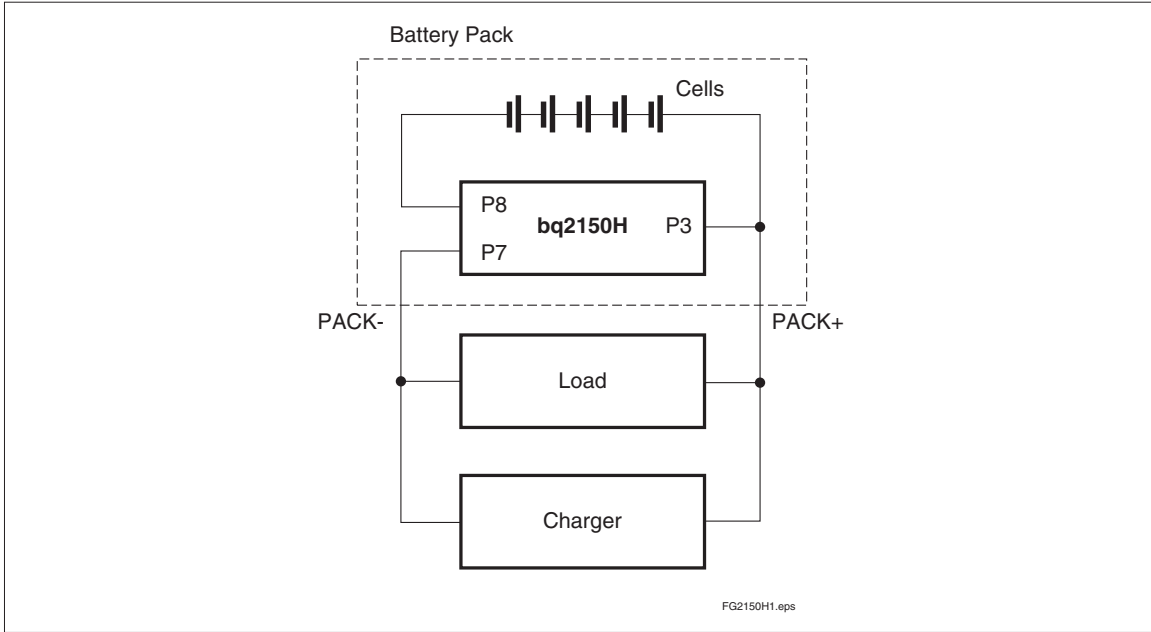 Battery Pack
Cells
P8
bq2150H
P3
P7
PACK-
PACK+
Load
Charger
FG2150H1.eps